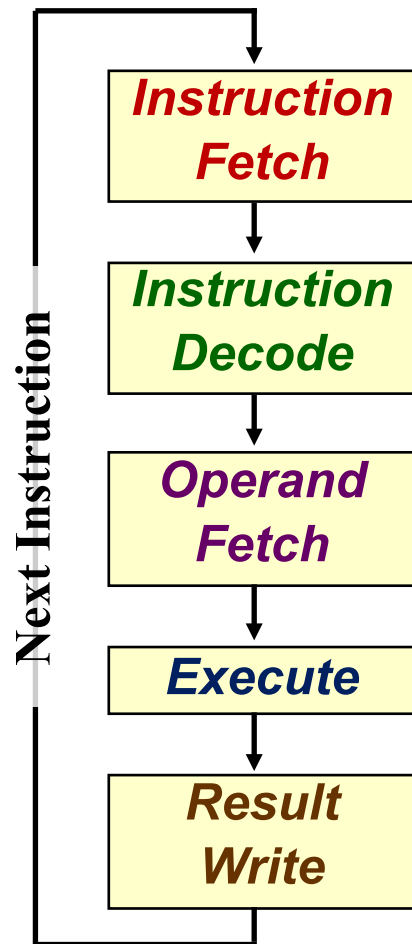 Instruction
Fetch
Instruction
Decode
Operand
Fetch
Execute
Result
Write
Next Instruction